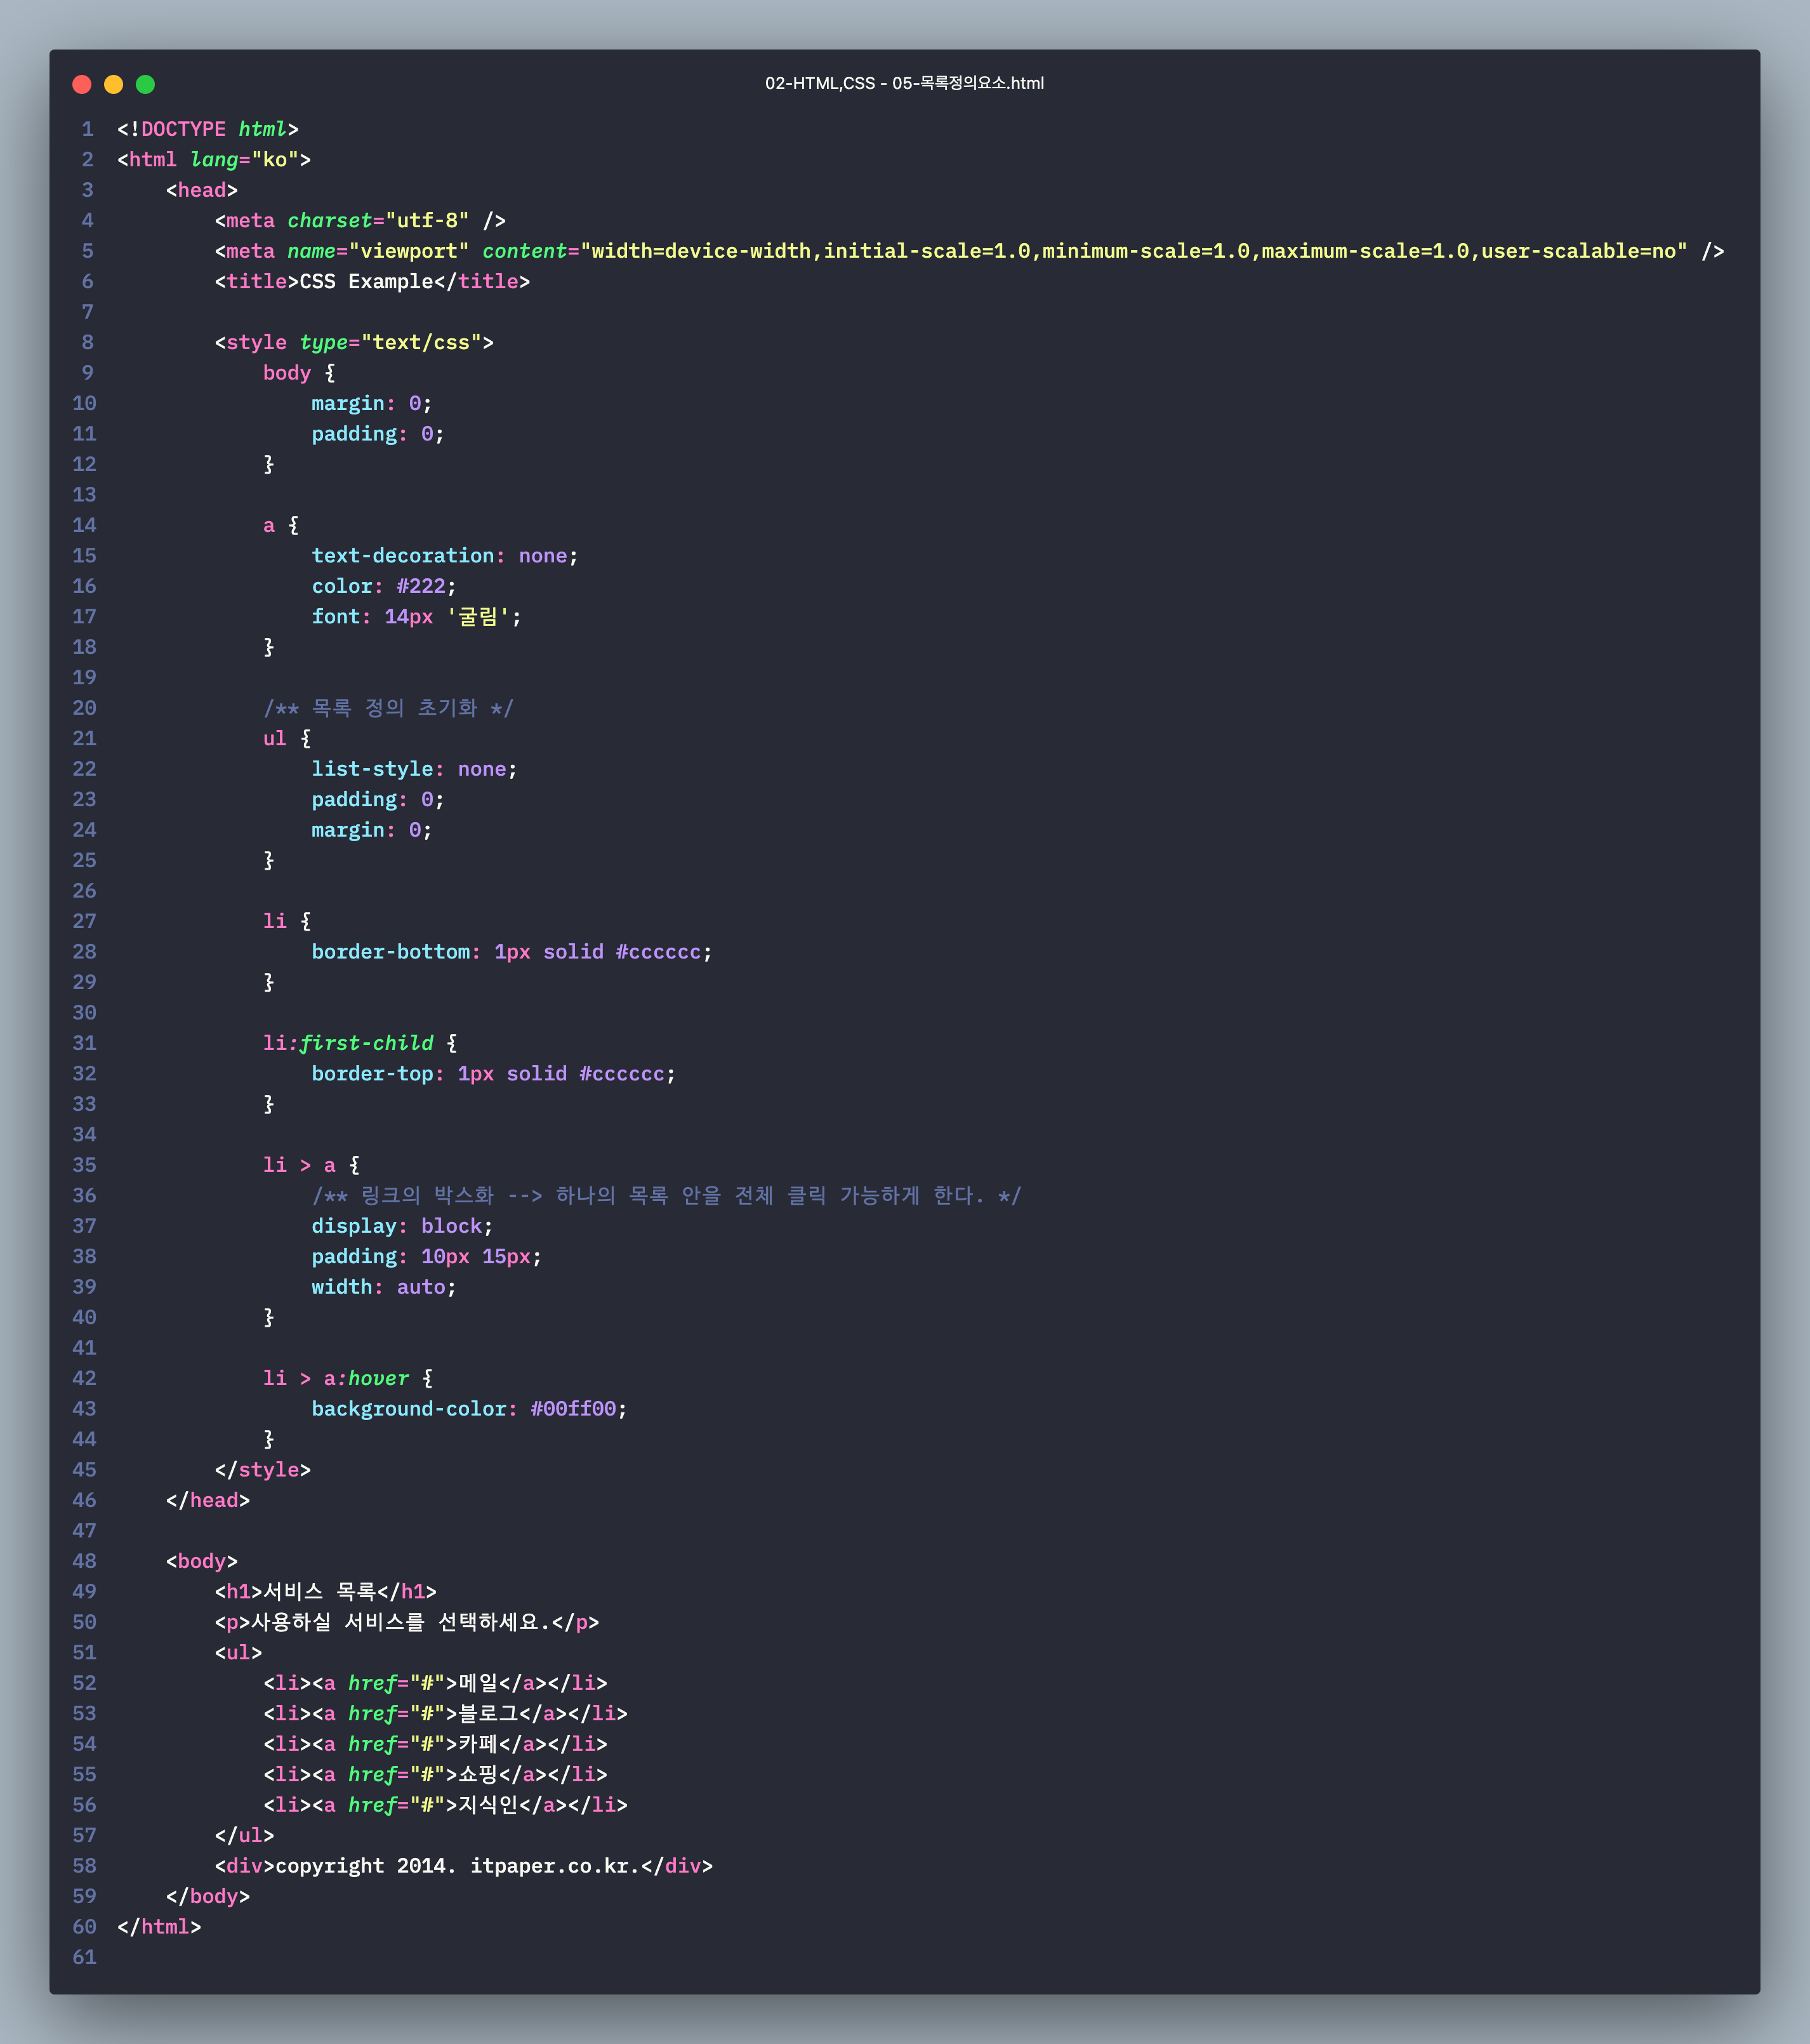 02-HTML,CSS - 05-목록정의요소.html
1 <!DOCTYPE html>
2 <html lang="ko">
3     <head>
4         <meta charset="utf-8" />
5         <meta name="viewport" content="width=device-width,initial-scale=1.0,minimum-scale=1.0,maximum-scale=1.0,user-scalable=no" />
6         <title>CSS Example</title>
7
8         <style type="text/css">
9             body {
10                 margin: 0;
11                 padding: 0;
12             }
13
14             a {
15                 text-decoration: none;
16                 color: #222;
17                 font: 14px '굴림';
18             }
19
20             /** 목록 정의 초기화 */
21             ul {
22                 list-style: none;
23                 padding: 0;
24                 margin: 0;
25             }
26
27             li {
28                 border-bottom: 1px solid #cccccc;
29             }
30
31             li:first-child {
32                 border-top: 1px solid #cccccc;
33             }
34
35             li > a {
36                 /** 링크의 박스화 --> 하나의 목록 안을 전체 클릭 가능하게 한다. */
37                 display: block;
38                 padding: 10px 15px;
39                 width: auto;
40             }
41
42             li > a:hover {
43                 background-color: #00ff00;
44             }
45         </style>
46     </head>
47
48     <body>
49         <h1>서비스 목록</h1>
50         <p>사용하실 서비스를 선택하세요.</p>
51         <ul>
52             <li><a href="#">메일</a></li>
53             <li><a href="#">블로그</a></li>
54             <li><a href="#">카페</a></li>
55             <li><a href="#">쇼핑</a></li>
56             <li><a href="#">지식인</a></li>
57         </ul>
58         <div>copyright 2014. itpaper.co.kr.</div>
59     </body>
60 </html>
61